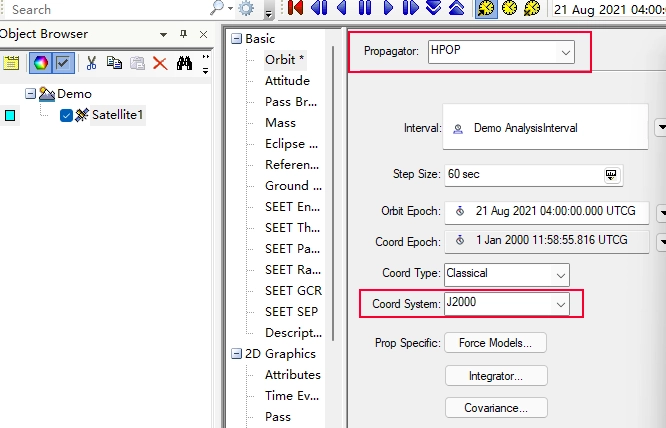 Search
21 Aug 2021 04:00:
Object Browser
Demo
Satellite1
Basic
Orbit *
Attitude
Pass Br...
Mass
Eclipse ...
Referen...
Ground ...
SEET En...
SEET Th...
SEET Pa...
SEET Ra...
SEET GCR
SEET SEP
Descript...
2D Graphics
Attributes
Time Ev...
Pass
Propagator: HPOP
Interval: Demo AnalysisInterval
Step Size: 60 sec
Orbit Epoch: 21 Aug 2021 04:00:00.000 UTCG
Coord Epoch: 1 Jan 2000 11:58:55.816 UTCG
Coord Type: Classical
Coord System: J2000
Prop Specific: Force Models...
Integrator...
Covariance...